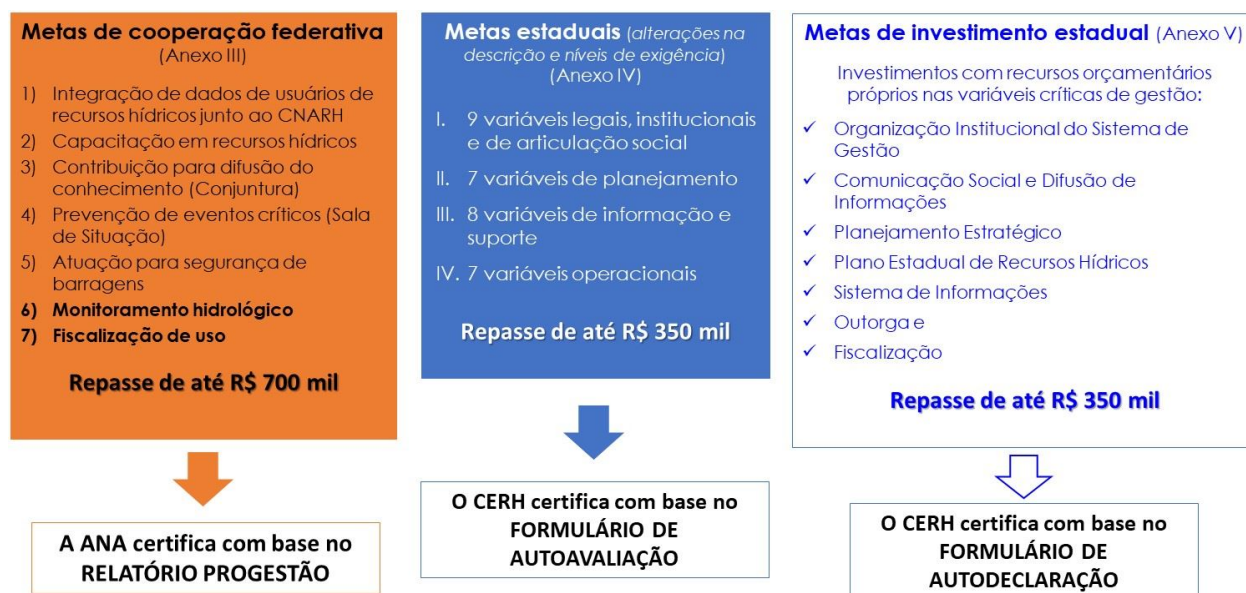 Metas de cooperação federativa
(Anexo III)
1) Integração de dados de usuários de
recursos hídricos junto ao CNARH
2) Capacitação em recursos hídricos
3) Contribuição para difusão do
conhecimento (Conjuntura)
4) Prevenção de eventos críticos (Sala
de Situação)
5) Atuação para segurança de
barragens
6) Monitoramento hidrológico
7) Fiscalização de uso
Repasse de até R$ 700 mil
A ANA certifica com base no
RELATÓRIO PROGESTÃO
Metas estaduais (alterações na
descrição e níveis de exigência)
(Anexo IV)
I. 9 variáveis legais, institucionais
e de articulação social
II. 7 variáveis de planejamento
III. 8 variáveis de informação e
suporte
IV. 7 variáveis operacionais
Repasse de até R$ 350 mil
O CERH certifica com base no
FORMULÁRIO DE
AUTOAVALIAÇÃO
Metas de investimento estadual (Anexo V)
Investimentos com recursos orçamentários
próprios nas variáveis críticas de gestão:
✓ Organização Institucional do Sistema de
Gestão
✓ Comunicação Social e Difusão de
Informações
✓ Planejamento Estratégico
✓ Plano Estadual de Recursos Hídricos
✓ Sistema de Informações
✓ Outorga e
✓ Fiscalização
Repasse de até R$ 350 mil
O CERH certifica com base no
FORMULÁRIO DE
AUTODECLARAÇÃO